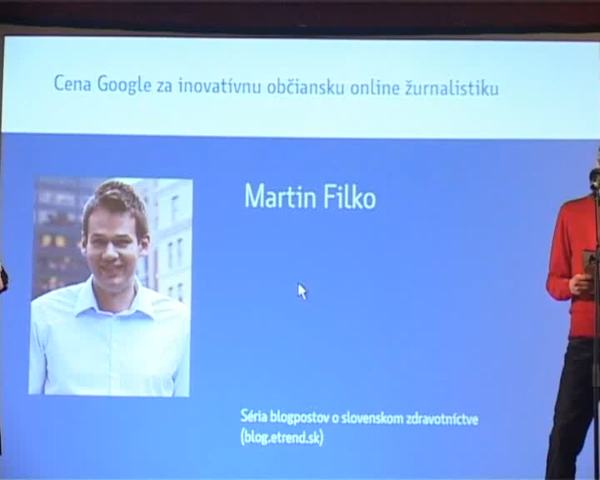 Cena Google za inovatívnu občiansku online žurnalistiku
Martin Filko
Séria blogpostov o slovenskom zdravotníctve
(blog.etrend.sk)